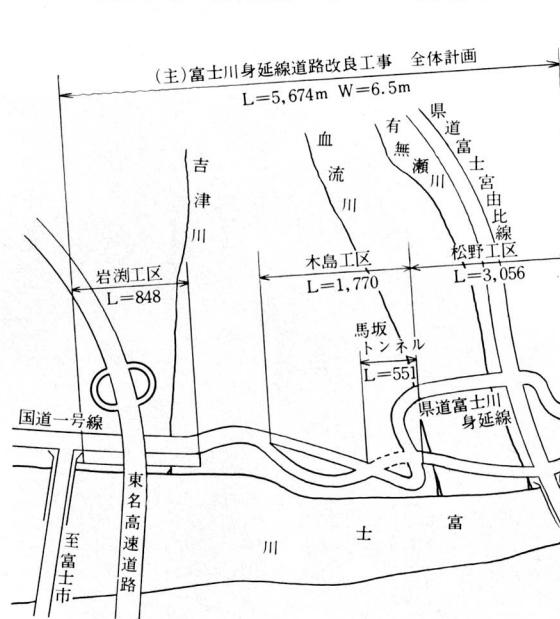 (主)富士川身延線道路改良工事 全体計画
L=5,674m W=6.5m
吉津川
血流川
有無瀬川
県道富士宮由比線
岩渕工区
L=848
木島工区
L=1,770
松野工区
L=3,056
馬坂
トンネル
L=551
県道富士川
身延線
国道一号線
東名高速道路
至富士市
富士川